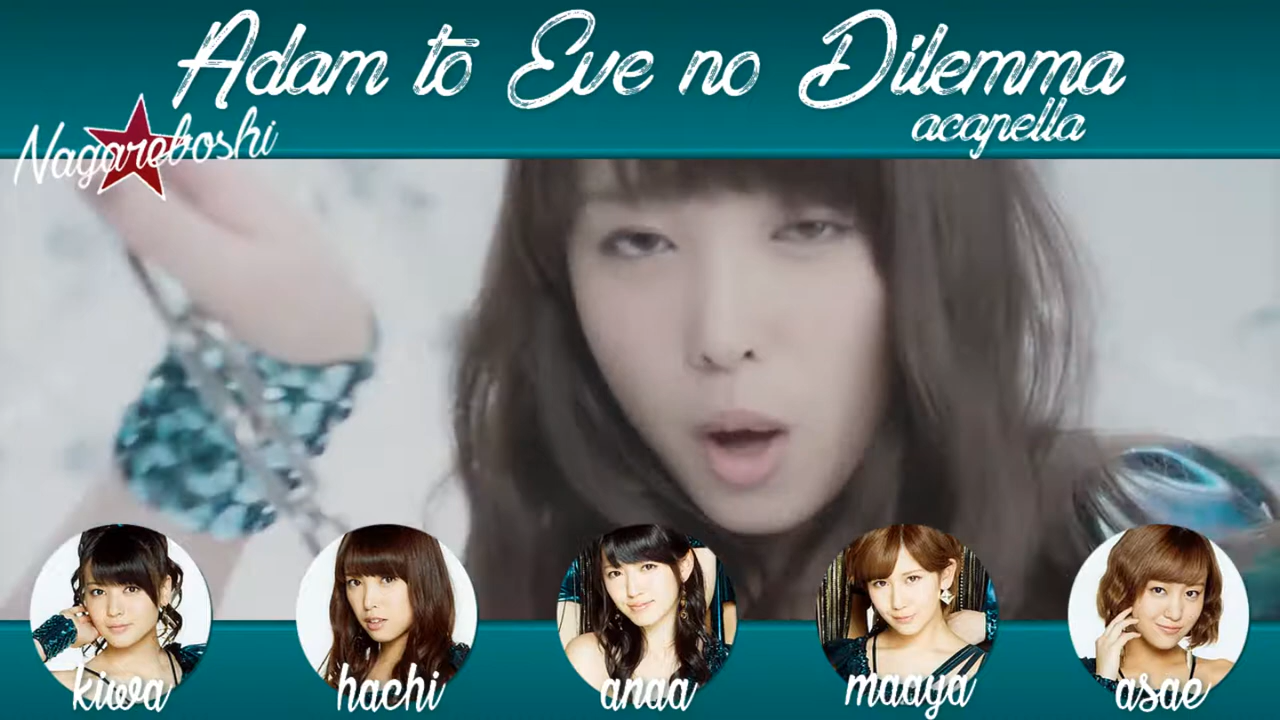 Adam to Eve no Dilemma
acapella
Nagareboshi
kiwa
hachi
anaa
maaya
asae